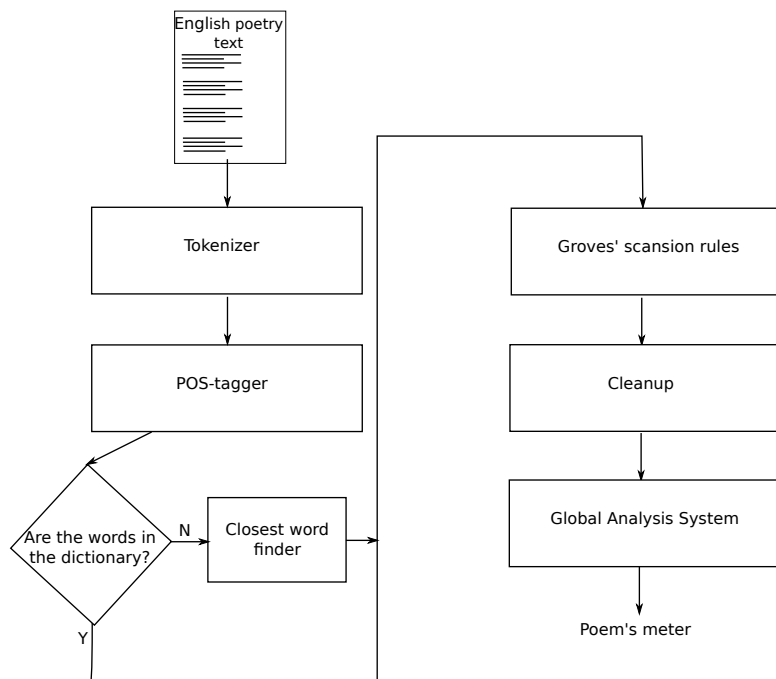 English poetry
text
Tokenizer
POS-tagger
Are the words in
the dictionary?
N
Y
Closest word
finder
Groves' scansion rules
Cleanup
Global Analysis System
Poem's meter